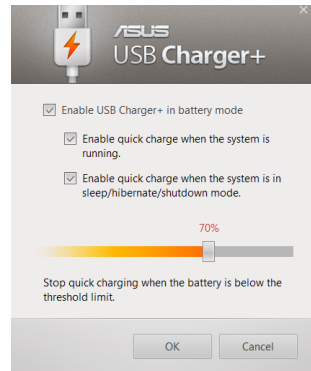 ASUS
USB Charger+
Enable USB Charger+ in battery mode
Enable quick charge when the system is
running.
Enable quick charge when the system is in
sleep/hibernate/shutdown mode.
70%
Stop quick charging when the battery is below the
threshold limit.
OK Cancel